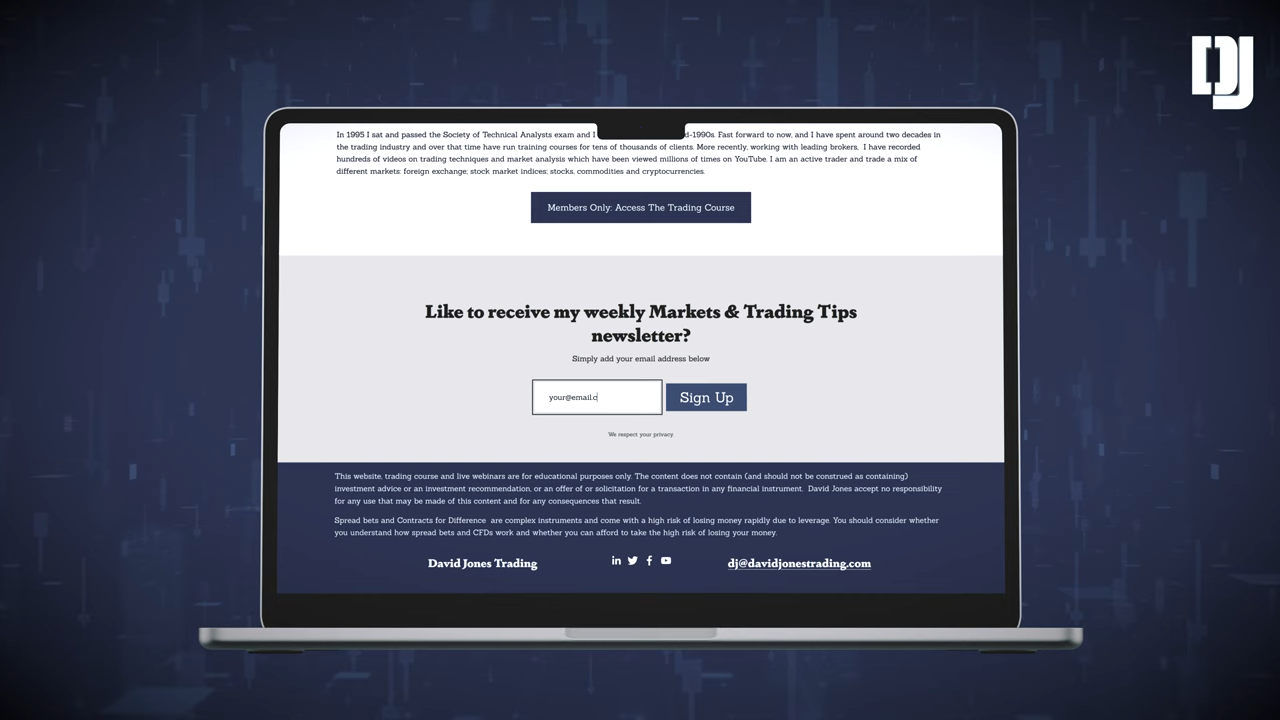 DJ
In 1995 I sat and passed the Society of Technical Analysts exam and I d-1990s. Fast forward to now, and I have spent around two decades in
the trading industry and over that time have run training courses for tens of thousands of clients. More recently, working with leading brokers, I have recorded
hundreds of videos on trading techniques and market analysis which have been viewed millions of times on YouTube. I am an active trader and trade a mix of
different markets: foreign exchange; stock market indices; stocks, commodities and cryptocurrencies.
Members Only: Access The Trading Course
Like to receive my weekly Markets & Trading Tips
newsletter?
Simply add your email address below
your@email.c
Sign Up
We respect your privacy.
This website, trading course and live webinars are for educational purposes only. The content does not contain (and should not be construed as containing)
investment advice or an investment recommendation, or an offer of or solicitation for a transaction in any financial instrument. David Jones accept no responsibility
for any use that may be made of this content and for any consequences that result.
Spread bets and Contracts for Difference are complex instruments and come with a high risk of losing money rapidly due to leverage. You should consider whether
you understand how spread bets and CFDs work and whether you can afford to take the high risk of losing your money.
David Jones Trading
dj@davidjonestrading.com